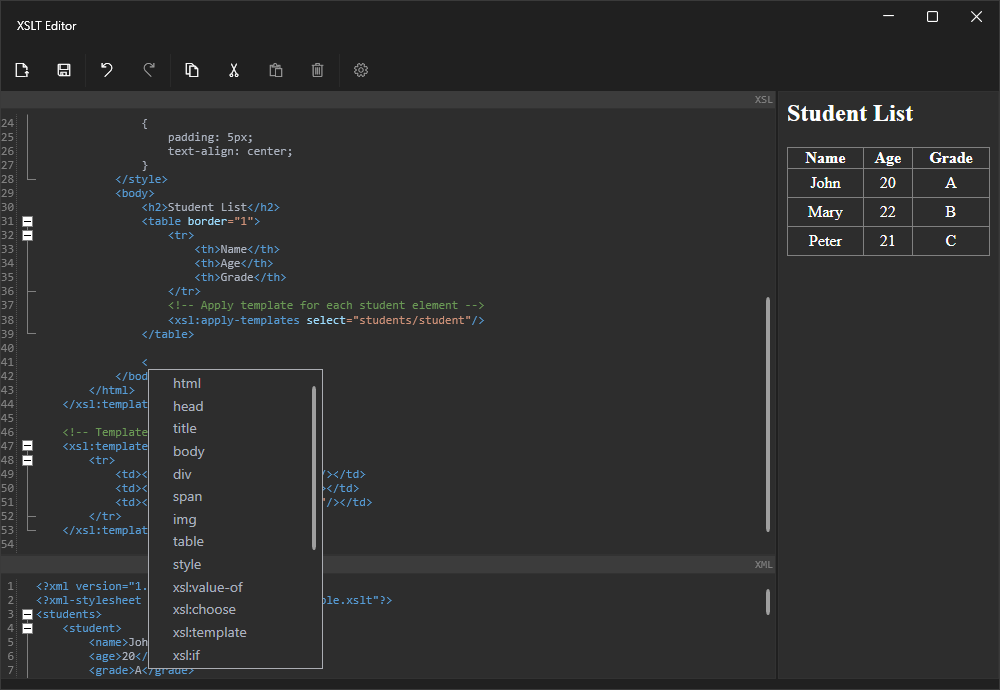 XSLT Editor
XSL
24 {
25 padding: 5px;
26 text-align: center;
27 }
28 </style>
29 <body>
30 <h2>Student List</h2>
31 <table border="1">
32 <tr>
33 <th>Name</th>
34 <th>Age</th>
35 <th>Grade</th>
36 </tr>
37 <!-- Apply template for each student element -->
38 <xsl:apply-templates select="students/student"/>
39 </table>
40
41 <
42 </bod
43 </html>
44 </xsl:templat
45
46 <!-- Template
47 <xsl:template
48 <tr>
49 <td>< /></td>
50 <td>< ></td>
51 <td>< "/></td>
52 </tr>
53 </xsl:templat
54
html
head
title
body
div
span
img
table
style
xsl:value-of
xsl:choose
xsl:template
xsl:if
XML
1 <?xml version="1.
2 <?xml-stylesheet ble.xslt"?>
3 <students>
4 <student>
5 <name>Joh
6 <age>20</
7 <grade>A</grade>
Student List
Name Age Grade
John 20 A
Mary 22 B
Peter 21 C